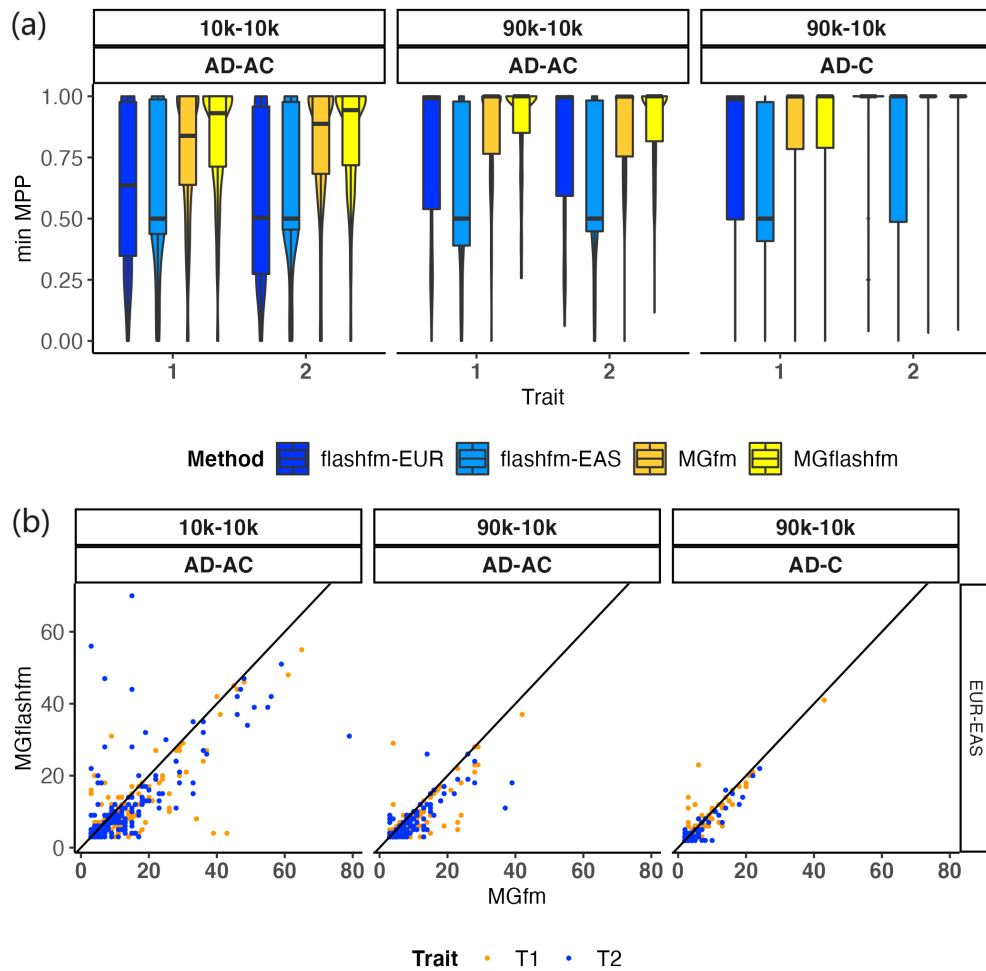 (a)
10k-10k 90k-10k 90k-10k
AD-AC AD-AC AD-C
min MPP
1.00
0.75
0.50
0.25
0.00
1 2 1 2 1 2
Trait
Method flashfm-EUR flashfm-EAS MGfm MGflashfm
(b)
10k-10k 90k-10k 90k-10k
AD-AC AD-AC AD-C
MGflashfm
60
40
20
0
EUR-EAS
0 20 40 60 80 0 20 40 60 80 0 20 40 60 80
MGfm
Trait T1 T2